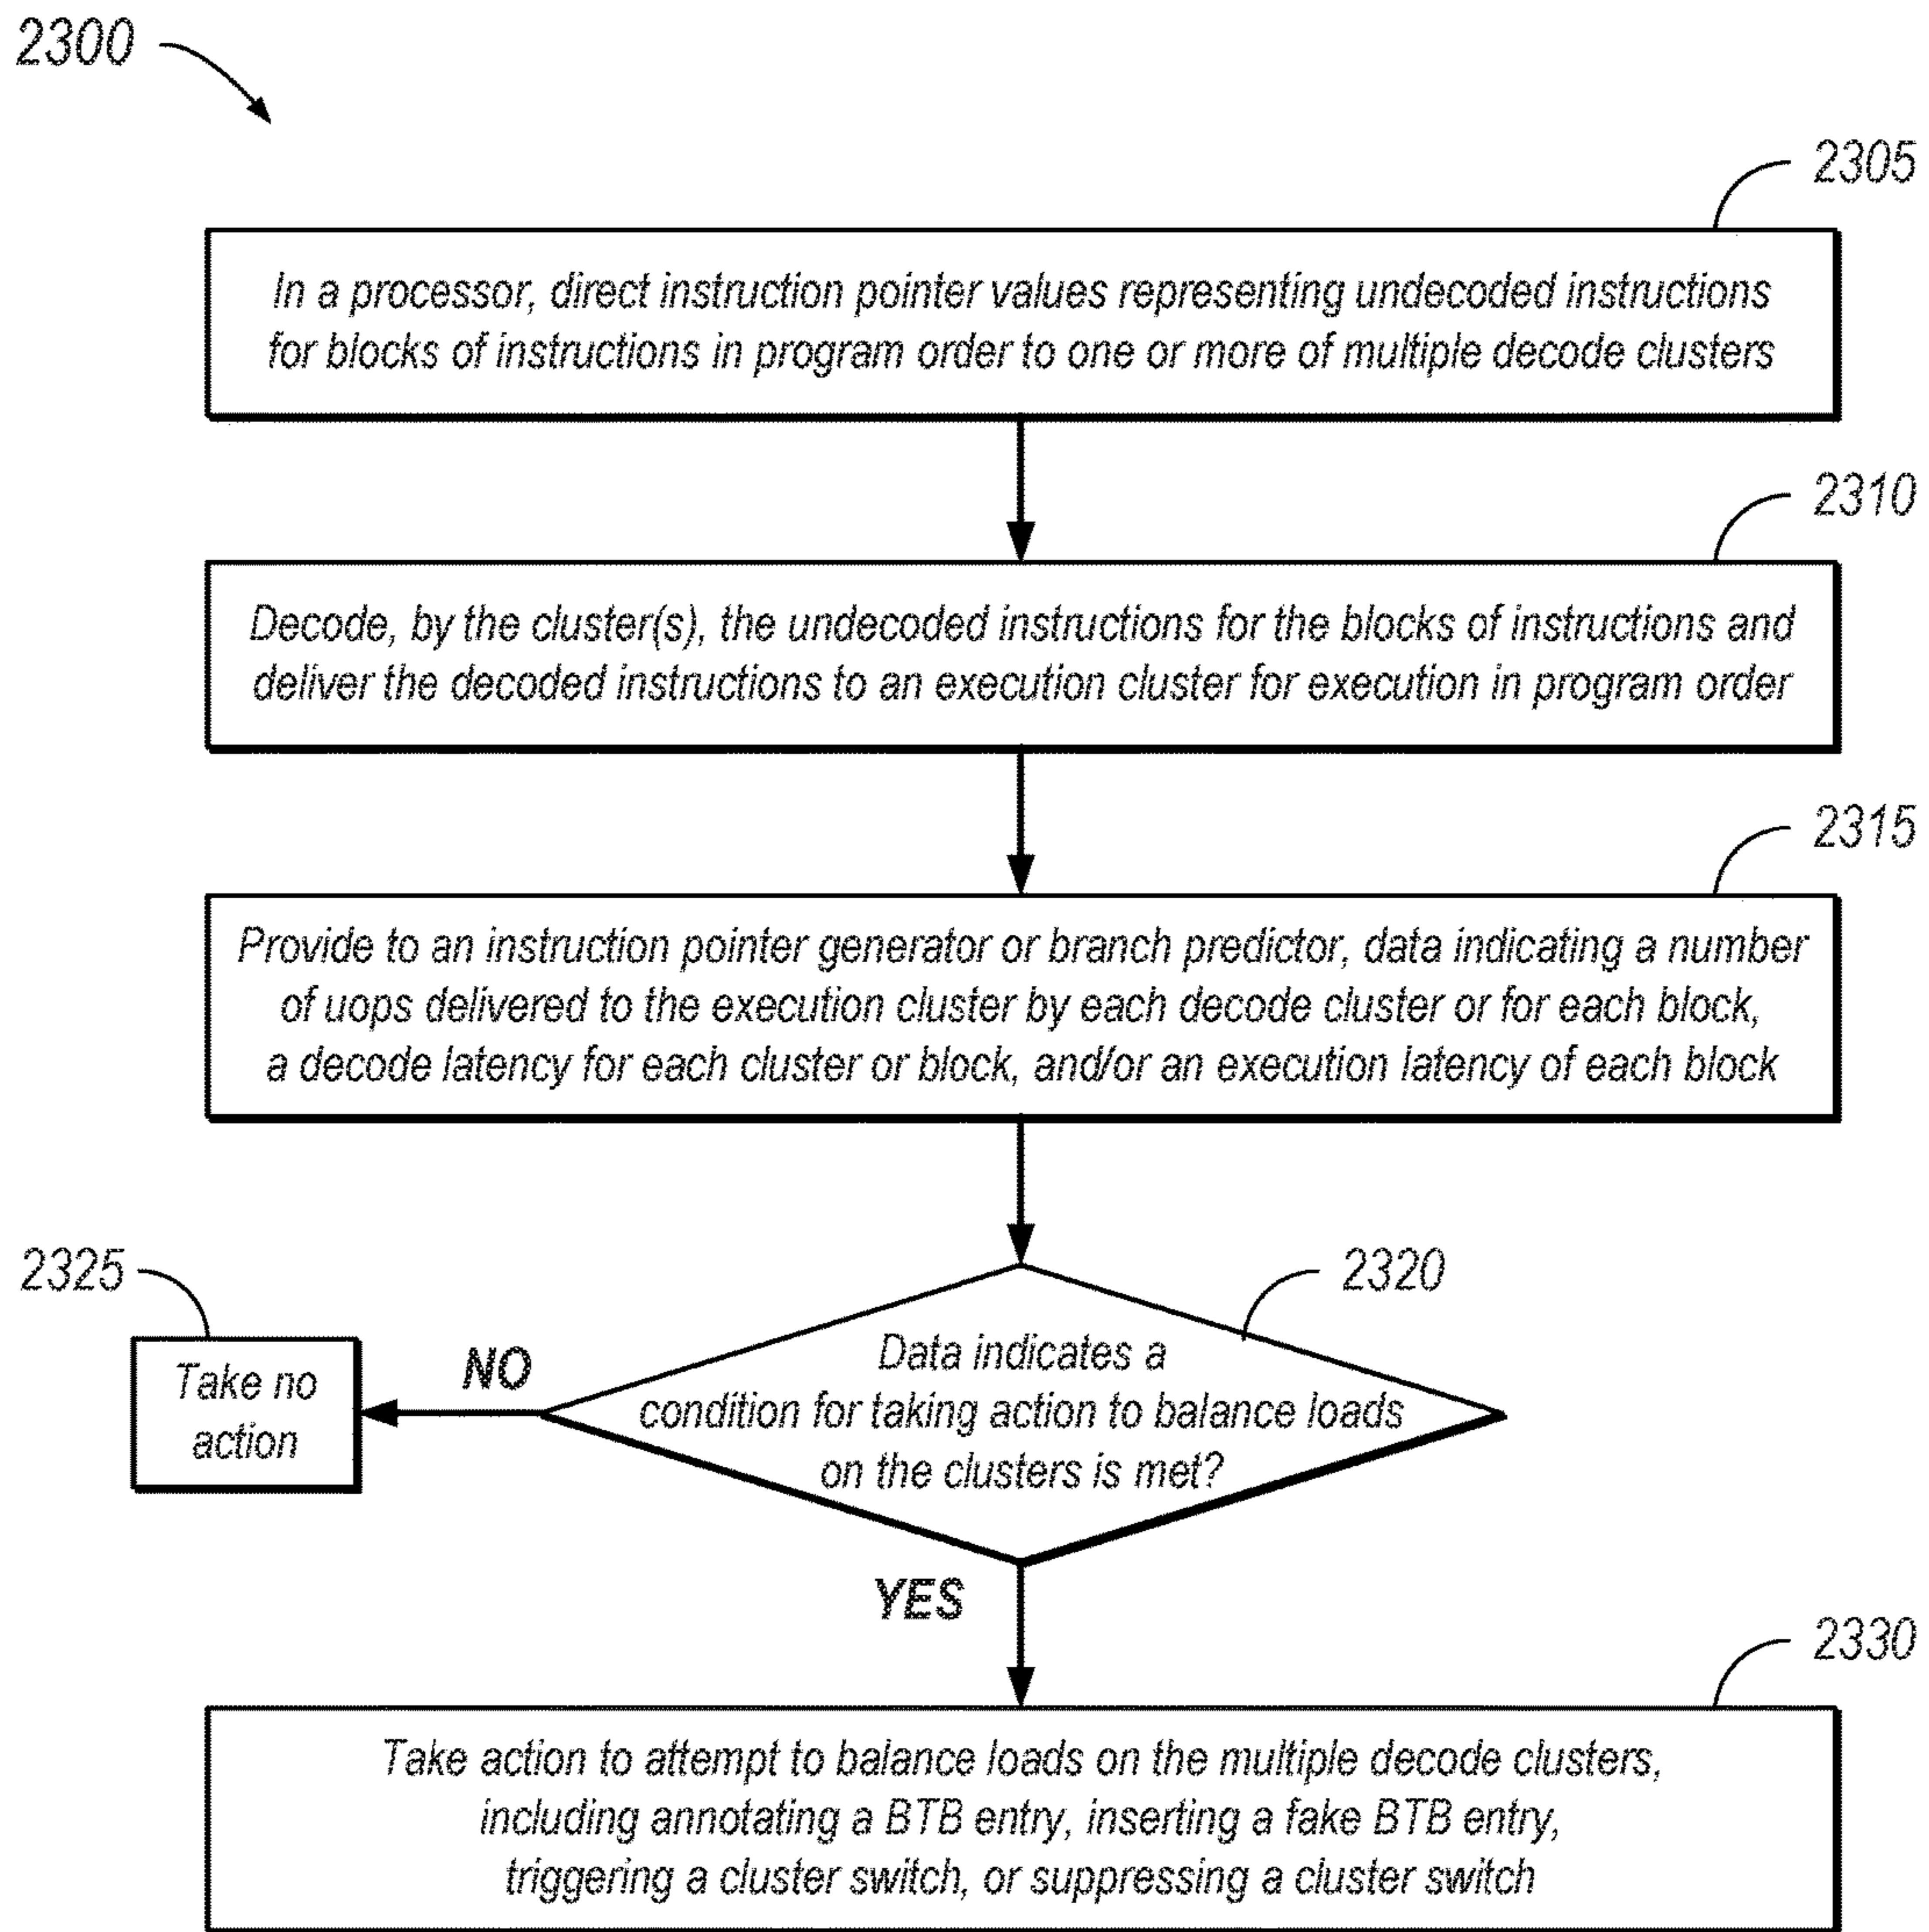 2300
2305
In a processor, direct instruction pointer values representing undecoded instructions
for blocks of instructions in program order to one or more of multiple decode clusters
2310
Decode, by the cluster(s), the undecoded instructions for the blocks of instructions and
deliver the decoded instructions to an execution cluster for execution in program order
2315
Provide to an instruction pointer generator or branch predictor, data indicating a number
of uops delivered to the execution cluster by each decode cluster or for each block,
a decode latency for each cluster or block, and/or an execution latency of each block
2320
Data indicates a
condition for taking action to balance loads
on the clusters is met?
2325
NO
Take no
action
YES
2330
Take action to attempt to balance loads on the multiple decode clusters,
including annotating a BTB entry, inserting a fake BTB entry,
triggering a cluster switch, or suppressing a cluster switch